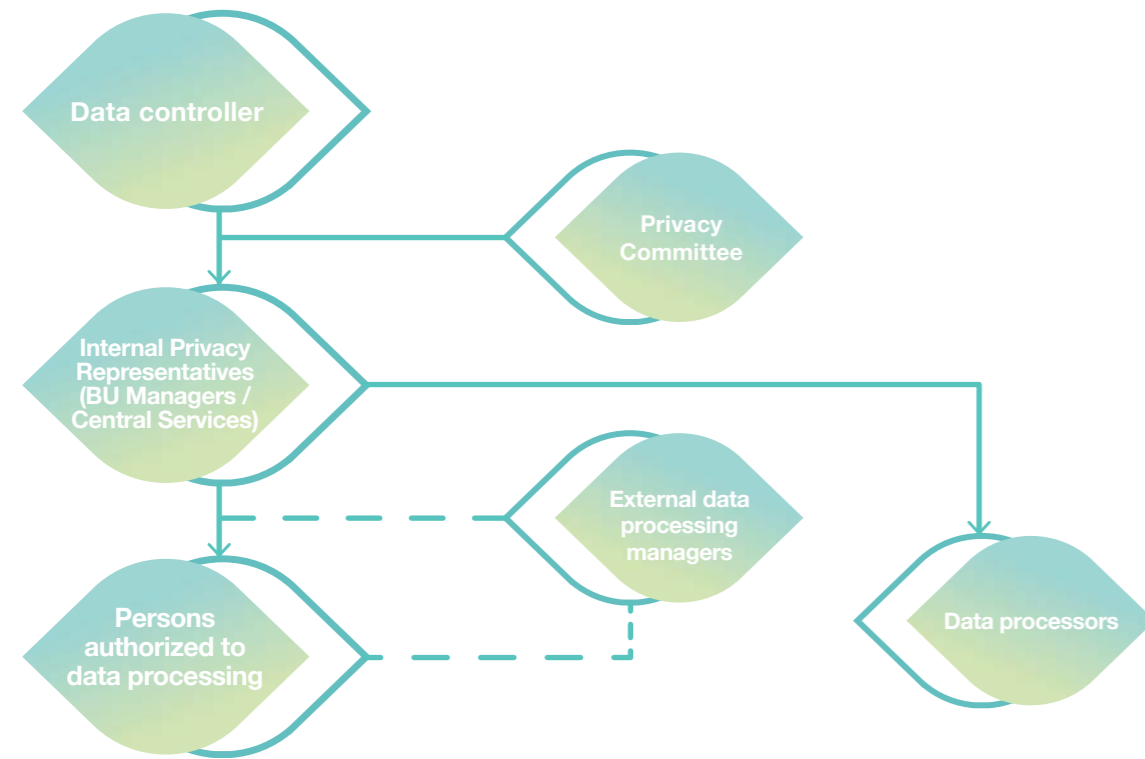 Data controller
Privacy
Committee
Internal Privacy
Representatives
(BU Managers /
Central Services)
External data
processing
managers
Persons
authorized to
data processing
Data processors